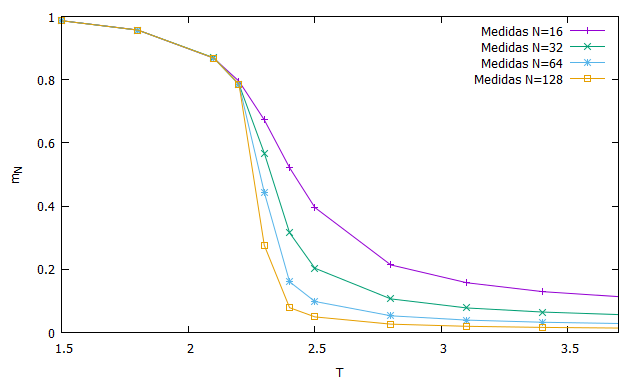 1
Medidas N=16
Medidas N=32
0.8
Medidas N=64
Medidas N=128
0.6
m_N
0.4
0.2
0
1.5 2 2.5 3 3.5
T